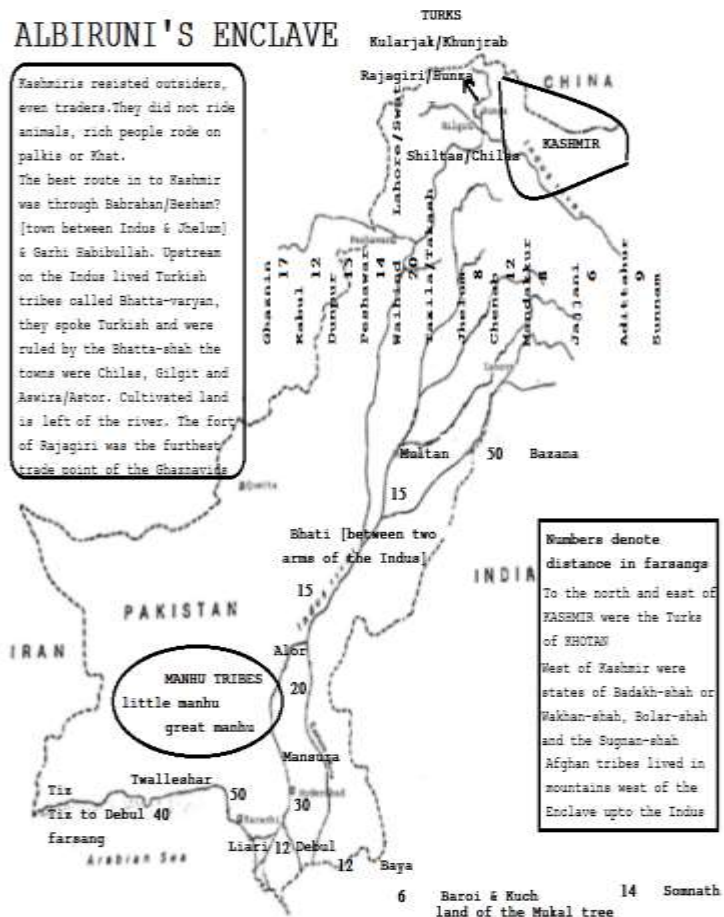 ALBIRUNI'S ENCLAVE
TURKS
Kularjak/Khunjrab
Rajagiri/Hunza
CHINA
Kashmiris resisted outsiders,
even traders.They did not ride
animals, rich people rode on
palkis or Khat.
The best route in to Kashmir
was through Babrahan/Besham?
[town between Indus & Jhelum]
& Garhi Habibullah. Upstream
on the Indus lived Turkish
tribes called Bhatta-varyan,
they spoke Turkish and were
ruled by the Bhatta-shah the
towns were Chilas, Gilgit and
Aswira/Astor. Cultivated land
is left of the river. The fort
of Rajagiri was the furthest
trade point of the Ghaznavids
Lahore/Swat
Gilgit
KASHMIR
Shiltas/Chilas
INDUS
Peshawar
Ghaznin
17
Kabul
12
Dunpur
15
Peshawar
14
Waihind
20
Taxila/Takash
Jhelum
8
Chenab
12
Mandakkur
8
Jajjani
6
Adittahur
9
Sunnam
Lahore
Multan
50
Bazana
Quetta
15
Bhati [between two
arms of the Indus]
15
INDIA
PAKISTAN
IRAN
Alor
20
MANHU TRIBES
little manhu
great manhu
Mansura
Hyderabad
30
Twalleshar
50
Tiz
Tiz to Debul 40
farsang
Karachi
Arabian Sea
Liari
12
Debul
12
Baya
6
Baroi & Kuch
land of the Mukal tree
14
Somnath
Numbers denote
distance in farsangs
To the north and east of
KASHMIR were the Turks
of KHOTAN
West of Kashmir were
states of Badakh-shah or
Wakhan-shah, Bolar-shah
and the Sugnan-shah
Afghan tribes lived in
mountains west of the
Enclave upto the Indus